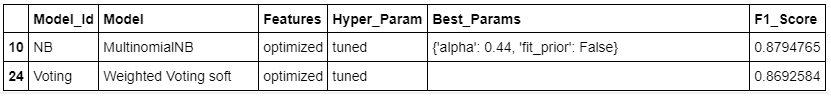 Model_Id Model Features Hyper_Param Best_Params F1_Score
10 NB MultinomialNB optimized tuned {'alpha': 0.44, 'fit_prior': False} 0.8794765
24 Voting Weighted Voting soft optimized tuned 0.8692584